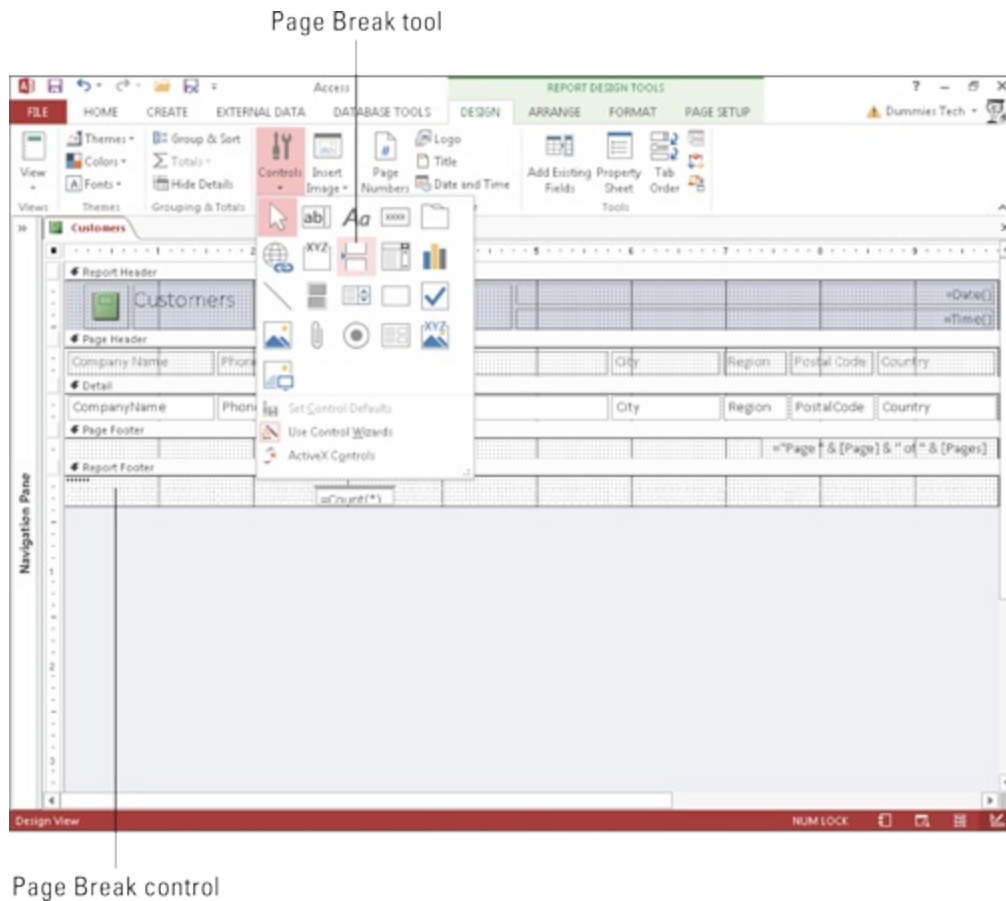 Page Break tool
Access REPORT DESIGN TOOLS
FILE HOME CREATE EXTERNAL DATA DATABASE TOOLS DESIGN ARRANGE FORMAT PAGE SETUP Dummies Tech
View
Themes
Colors
Fonts
Group & Sort
Totals
Hide Details
Controls
Insert Image
Page Numbers
Logo
Title
Date and Time
Add Existing Fields
Property Sheet
Tab Order
Views Themes Grouping & Totals Tools
Customers
Report Header
Customers
=Date()
=Time()
Page Header
Company Name City Region Postal Code Country
Detail
CompanyName City Region PostalCode Country
Page Footer
="Page " & [Page] & " of " & [Pages]
Report Footer
=Count(*)
ab
Aa
XXXX
XYZ
XYZ
Set Control Defaults
Use Control Wizards
ActiveX Controls
Navigation Pane
Design View NUM LOCK
Page Break control